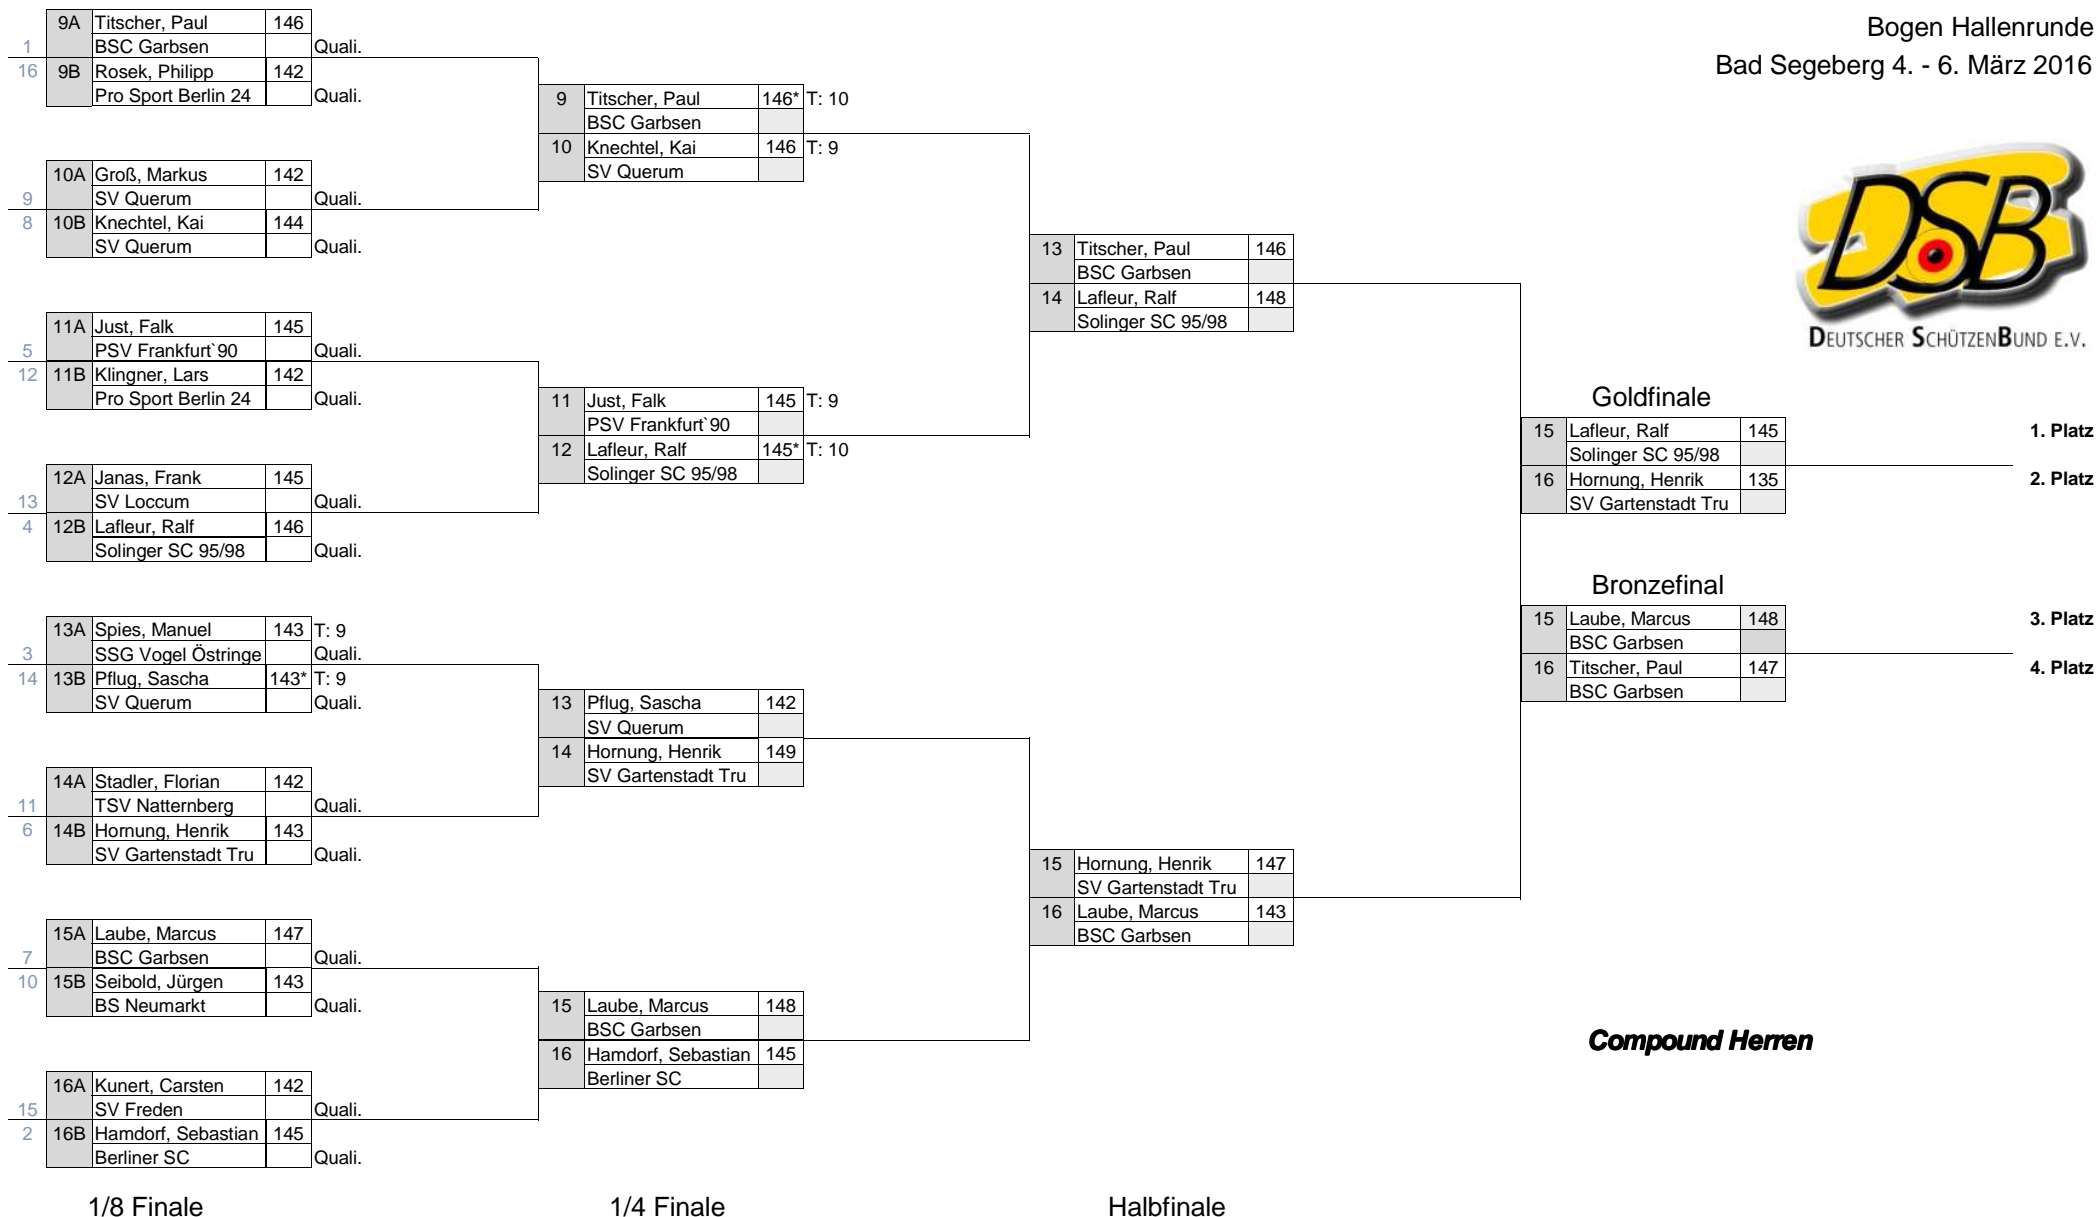 Bogen Hallenrunde
Bad Segeberg 4. - 6. März 2016
DSB
DEUTSCHER SCHÜTZENBUND E.V.
9A Titscher, Paul 146
1 BSC Garbsen Quali.
16 9B Rosek, Philipp 142
Pro Sport Berlin 24 Quali.
10A Groß, Markus 142
9 SV Querum Quali.
8 10B Knechtel, Kai 144
SV Querum Quali.
11A Just, Falk 145
5 PSV Frankfurt`90 Quali.
12 11B Klingner, Lars 142
Pro Sport Berlin 24 Quali.
12A Janas, Frank 145
13 SV Loccum Quali.
4 12B Lafleur, Ralf 146
Solinger SC 95/98 Quali.
13A Spies, Manuel 143 T: 9
3 SSG Vogel Östringe Quali.
14 13B Pflug, Sascha 143* T: 9
SV Querum Quali.
14A Stadler, Florian 142
11 TSV Natternberg Quali.
6 14B Hornung, Henrik 143
SV Gartenstadt Tru Quali.
15A Laube, Marcus 147
7 BSC Garbsen Quali.
10 15B Seibold, Jürgen 143
BS Neumarkt Quali.
16A Kunert, Carsten 142
15 SV Freden Quali.
2 16B Hamdorf, Sebastian 145
Berliner SC Quali.
1/8 Finale
9 Titscher, Paul 146* T: 10
BSC Garbsen
10 Knechtel, Kai 146 T: 9
SV Querum
11 Just, Falk 145 T: 9
PSV Frankfurt`90
12 Lafleur, Ralf 145* T: 10
Solinger SC 95/98
13 Pflug, Sascha 142
SV Querum
14 Hornung, Henrik 149
SV Gartenstadt Tru
15 Laube, Marcus 148
BSC Garbsen
16 Hamdorf, Sebastian 145
Berliner SC
1/4 Finale
13 Titscher, Paul 146
BSC Garbsen
14 Lafleur, Ralf 148
Solinger SC 95/98
15 Hornung, Henrik 147
SV Gartenstadt Tru
16 Laube, Marcus 143
BSC Garbsen
Halbfinale
Goldfinale
15 Lafleur, Ralf 145 1. Platz
Solinger SC 95/98
16 Hornung, Henrik 135 2. Platz
SV Gartenstadt Tru
Bronzefinal
15 Laube, Marcus 148 3. Platz
BSC Garbsen
16 Titscher, Paul 147 4. Platz
BSC Garbsen
Compound Herren